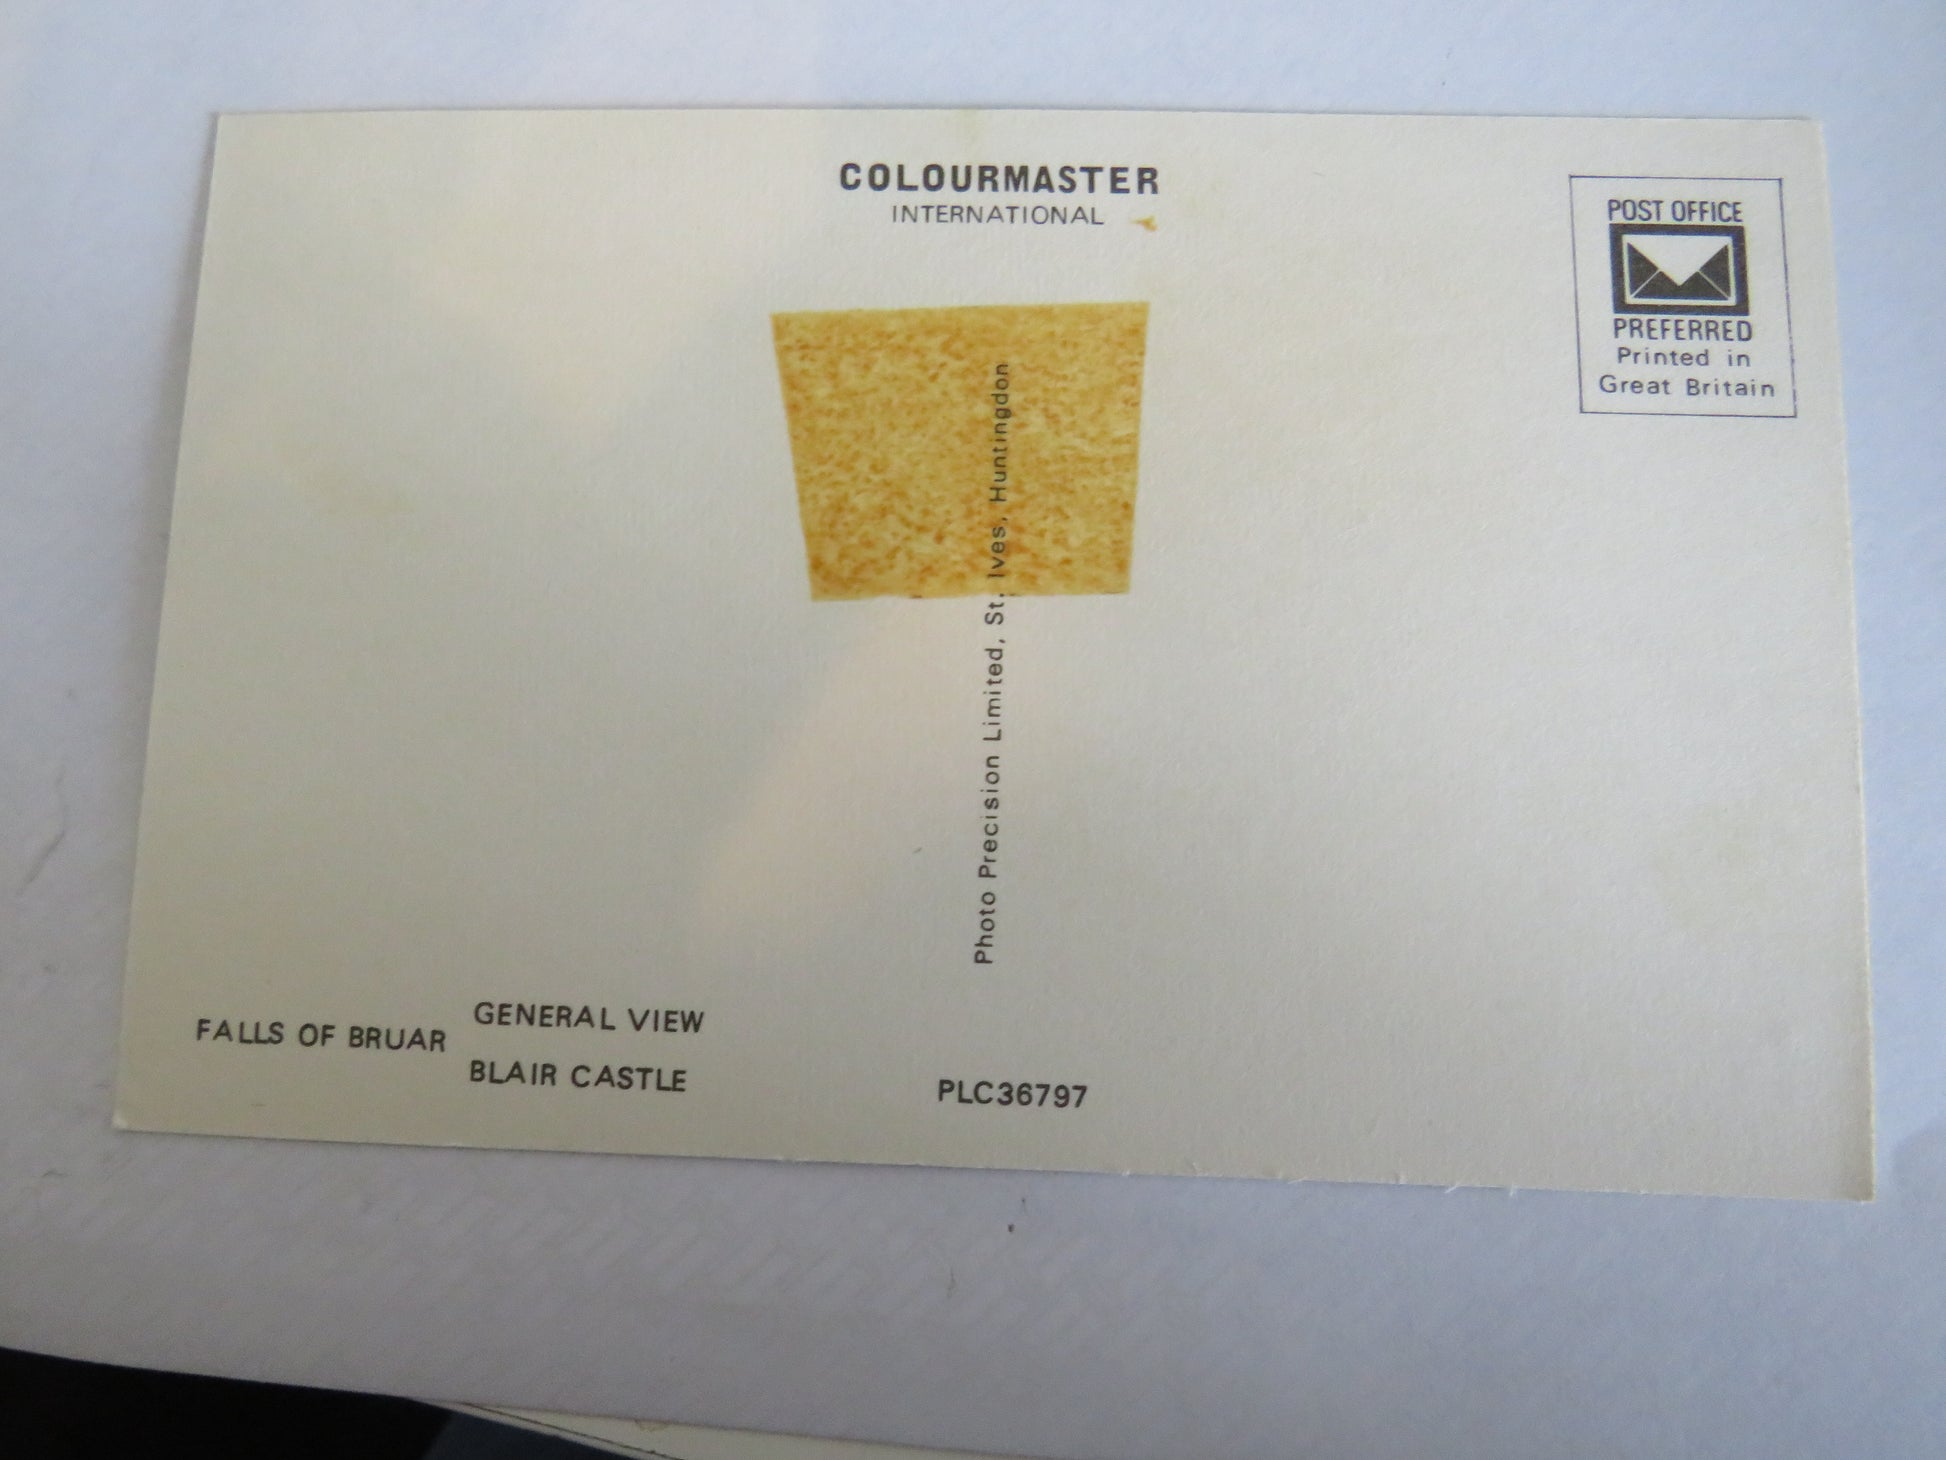 COLOURMASTER
INTERNATIONAL
POST OFFICE
PREFERRED
Printed in
Great Britain
Photo Precision Limited, St. Ives, Huntingdon
GENERAL VIEW
FALLS OF BRUAR
BLAIR CASTLE
PLC36797